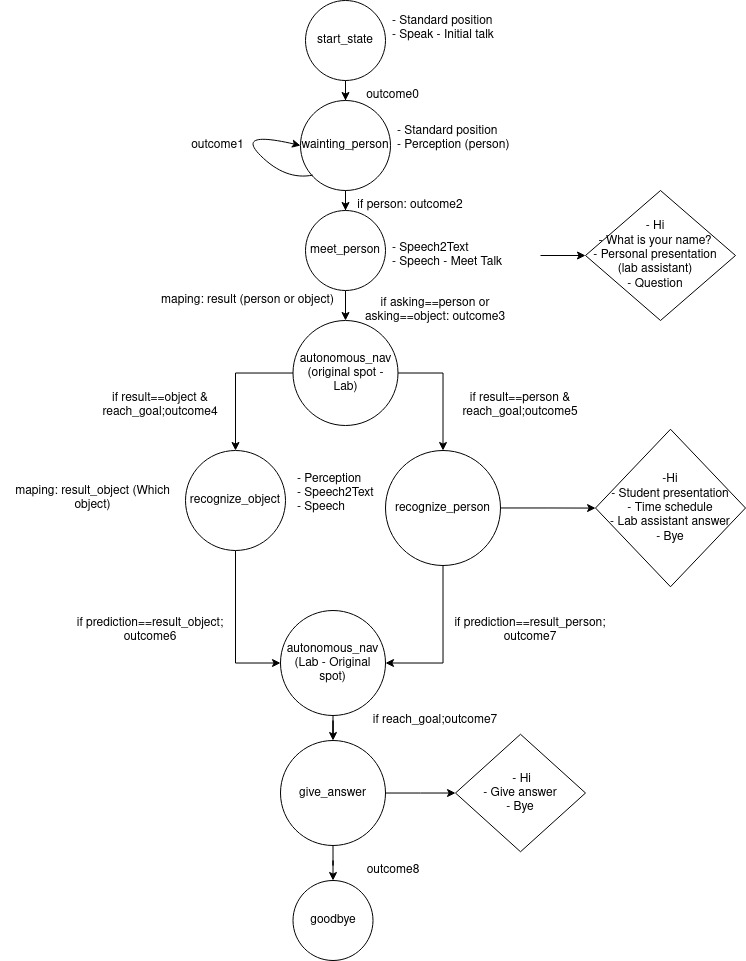 start_state
- Standard position
- Speak - Initial talk
outcome0
outcome1
wainting_person
- Standard position
- Perception (person)
if person: outcome2
meet_person
- Speech2Text
- Speech - Meet Talk
- Hi
- What is your name?
- Personal presentation
(lab assistant)
- Question
maping: result (person or object)
if asking==person or
asking==object: outcome3
autonomous_nav
(original spot -
Lab)
if result==object &
reach_goal;outcome4
if result==person &
reach_goal;outcome5
maping: result_object (Which
object)
recognize_object
- Perception
- Speech2Text
- Speech
recognize_person
-Hi
- Student presentation
- Time schedule
- Lab assistant answer
- Bye
if prediction==result_object;
outcome6
if prediction==result_person;
outcome7
autonomous_nav
(Lab - Original
spot)
if reach_goal;outcome7
give_answer
- Hi
- Give answer
- Bye
outcome8
goodbye